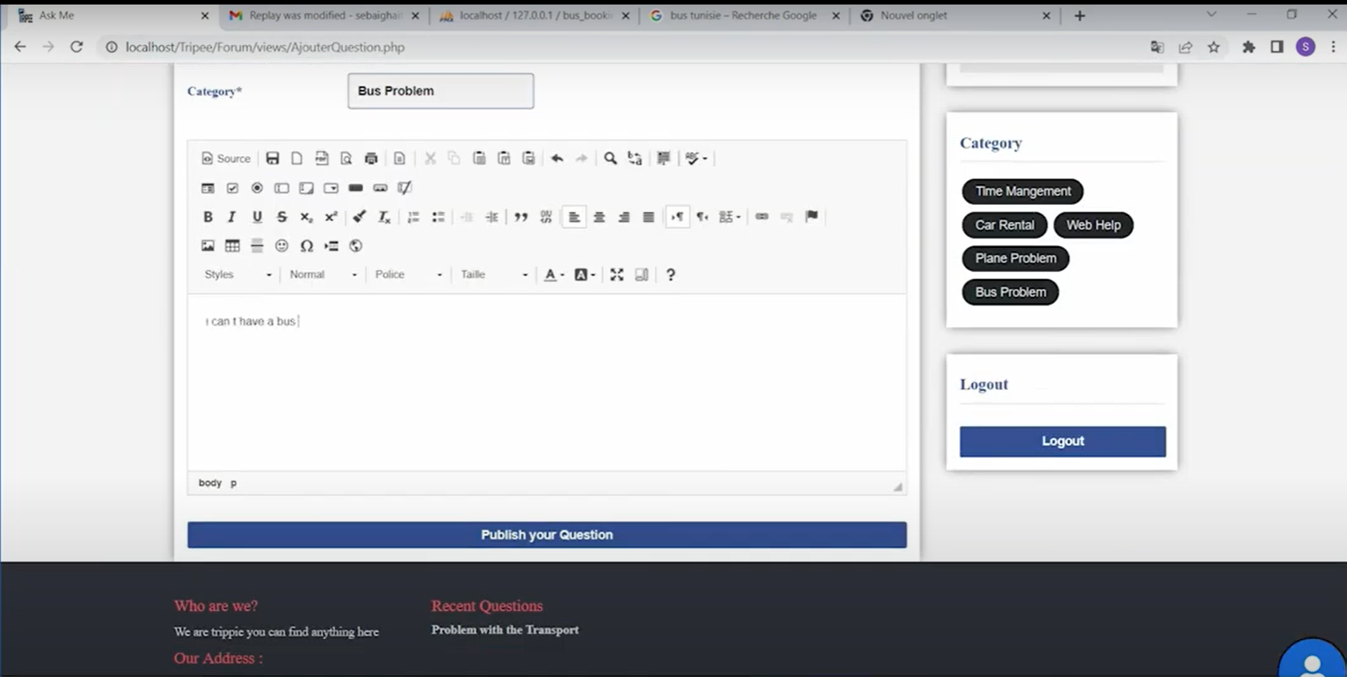 Ask Me
Replay was modified - sebaighai
localhost / 127.0.0.1 / bus_booki
bus tunisie – Recherche Google
Nouvel onglet
localhost/Tripee/Forum/views/AjouterQuestion.php
S
Category*
Bus Problem
Source
Styles
Normal
Police
Taille
i can t have a bus
body p
Publish your Question
Category
Time Mangement
Car Rental
Web Help
Plane Problem
Bus Problem
Logout
Logout
Who are we?
We are trippie you can find anything here
Our Address :
Recent Questions
Problem with the Transport